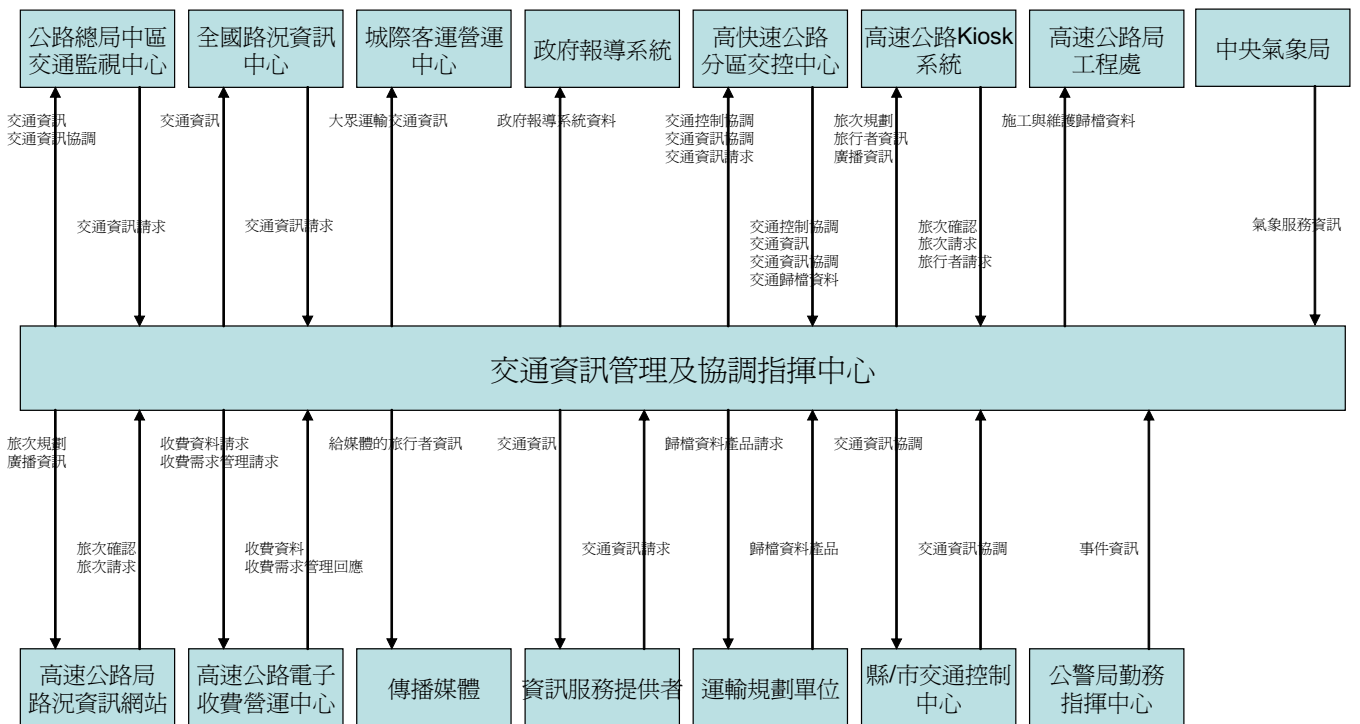 公路總局中區
交通監視中心
全國路況資訊
中心
城際客運營運
中心
政府報導系統
高快速公路
分區交控中心
高速公路Kiosk
系統
高速公路局
工程處
中央氣象局
交通資訊
交通資訊協調
交通資訊
大眾運輸交通資訊
政府報導系統資料
交通控制協調
交通資訊協調
交通資訊請求
旅次規劃
旅行者資訊
廣播資訊
施工與維護歸檔資料
交通資訊請求
交通資訊請求
交通控制協調
交通資訊
交通資訊協調
交通歸檔資料
旅次確認
旅次請求
旅行者請求
氣象服務資訊
交通資訊管理及協調指揮中心
旅次規劃
廣播資訊
收費資料請求
收費需求管理請求
給媒體的旅行者資訊
交通資訊
歸檔資料產品請求
交通資訊協調
旅次確認
旅次請求
收費資料
收費需求管理回應
交通資訊請求
歸檔資料產品
交通資訊協調
事件資訊
高速公路局
路況資訊網站
高速公路電子
收費營運中心
傳播媒體
資訊服務提供者
運輸規劃單位
縣/市交通控制
中心
公警局勤務
指揮中心